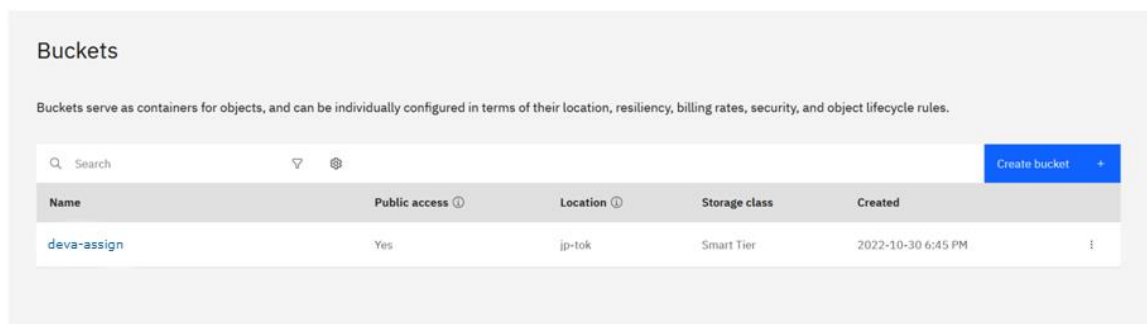 Buckets
Buckets serve as containers for objects, and can be individually configured in terms of their location, resiliency, billing rates, security, and object lifecycle rules.
Search Create bucket +
Name Public access Location Storage class Created
deva-assign Yes jp-tok Smart Tier 2022-10-30 6:45 PM